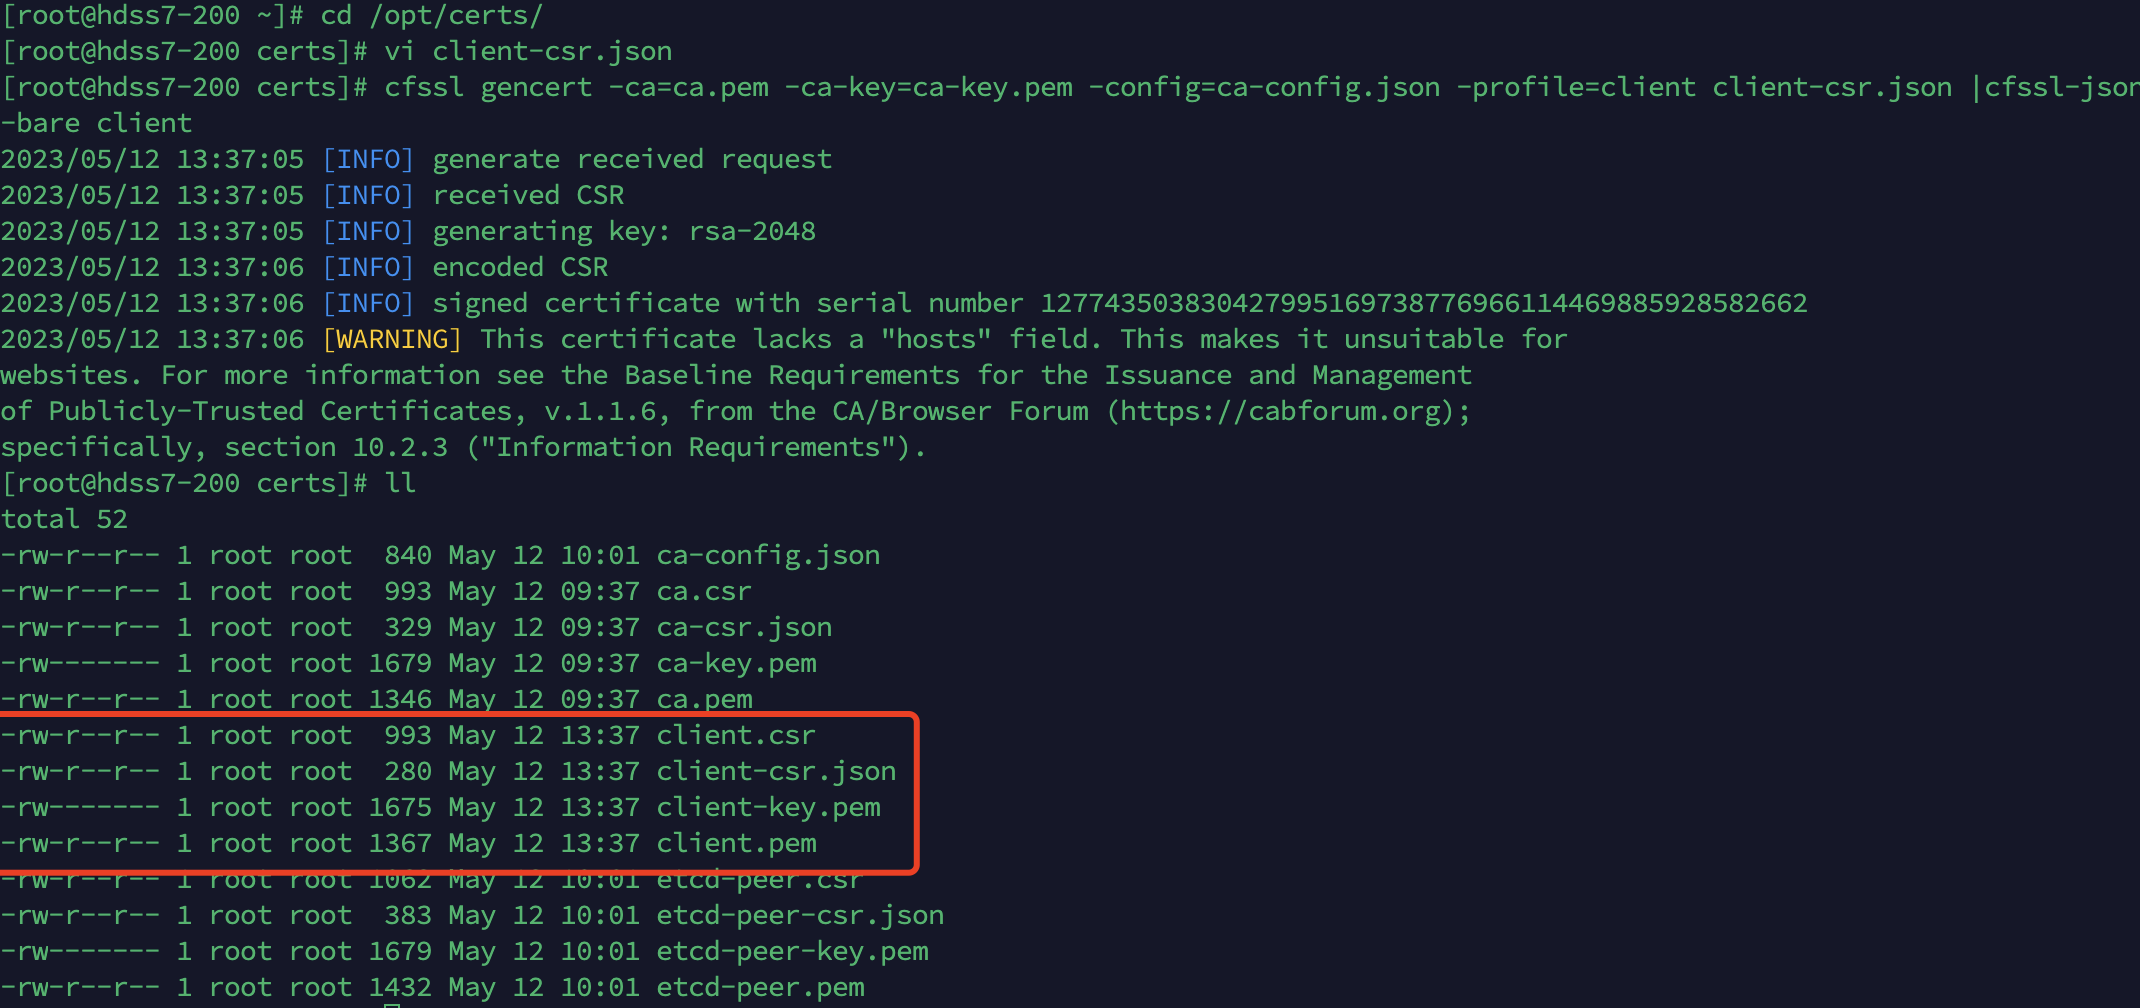 [root@hdss7-200 ~]# cd /opt/certs/
[root@hdss7-200 certs]# vi client-csr.json
[root@hdss7-200 certs]# cfssl gencert -ca=ca.pem -ca-key=ca-key.pem -config=ca-config.json -profile=client client-csr.json |cfssl-json
-bare client
2023/05/12 13:37:05 [INFO] generate received request
2023/05/12 13:37:05 [INFO] received CSR
2023/05/12 13:37:05 [INFO] generating key: rsa-2048
2023/05/12 13:37:06 [INFO] encoded CSR
2023/05/12 13:37:06 [INFO] signed certificate with serial number 127743503830427995169738776966114469885928582662
2023/05/12 13:37:06 [WARNING] This certificate lacks a "hosts" field. This makes it unsuitable for
websites. For more information see the Baseline Requirements for the Issuance and Management
of Publicly-Trusted Certificates, v.1.1.6, from the CA/Browser Forum (https://cabforum.org);
specifically, section 10.2.3 ("Information Requirements").
[root@hdss7-200 certs]# ll
total 52
-rw-r--r-- 1 root root  840 May 12 10:01 ca-config.json
-rw-r--r-- 1 root root  993 May 12 09:37 ca.csr
-rw-r--r-- 1 root root  329 May 12 09:37 ca-csr.json
-rw------- 1 root root 1679 May 12 09:37 ca-key.pem
-rw-r--r-- 1 root root 1346 May 12 09:37 ca.pem
-rw-r--r-- 1 root root  993 May 12 13:37 client.csr
-rw-r--r-- 1 root root  280 May 12 13:37 client-csr.json
-rw------- 1 root root 1675 May 12 13:37 client-key.pem
-rw-r--r-- 1 root root 1367 May 12 13:37 client.pem
-rw-r--r-- 1 root root 1062 May 12 10:01 etcd-peer.csr
-rw-r--r-- 1 root root  383 May 12 10:01 etcd-peer-csr.json
-rw------- 1 root root 1679 May 12 10:01 etcd-peer-key.pem
-rw-r--r-- 1 root root 1432 May 12 10:01 etcd-peer.pem